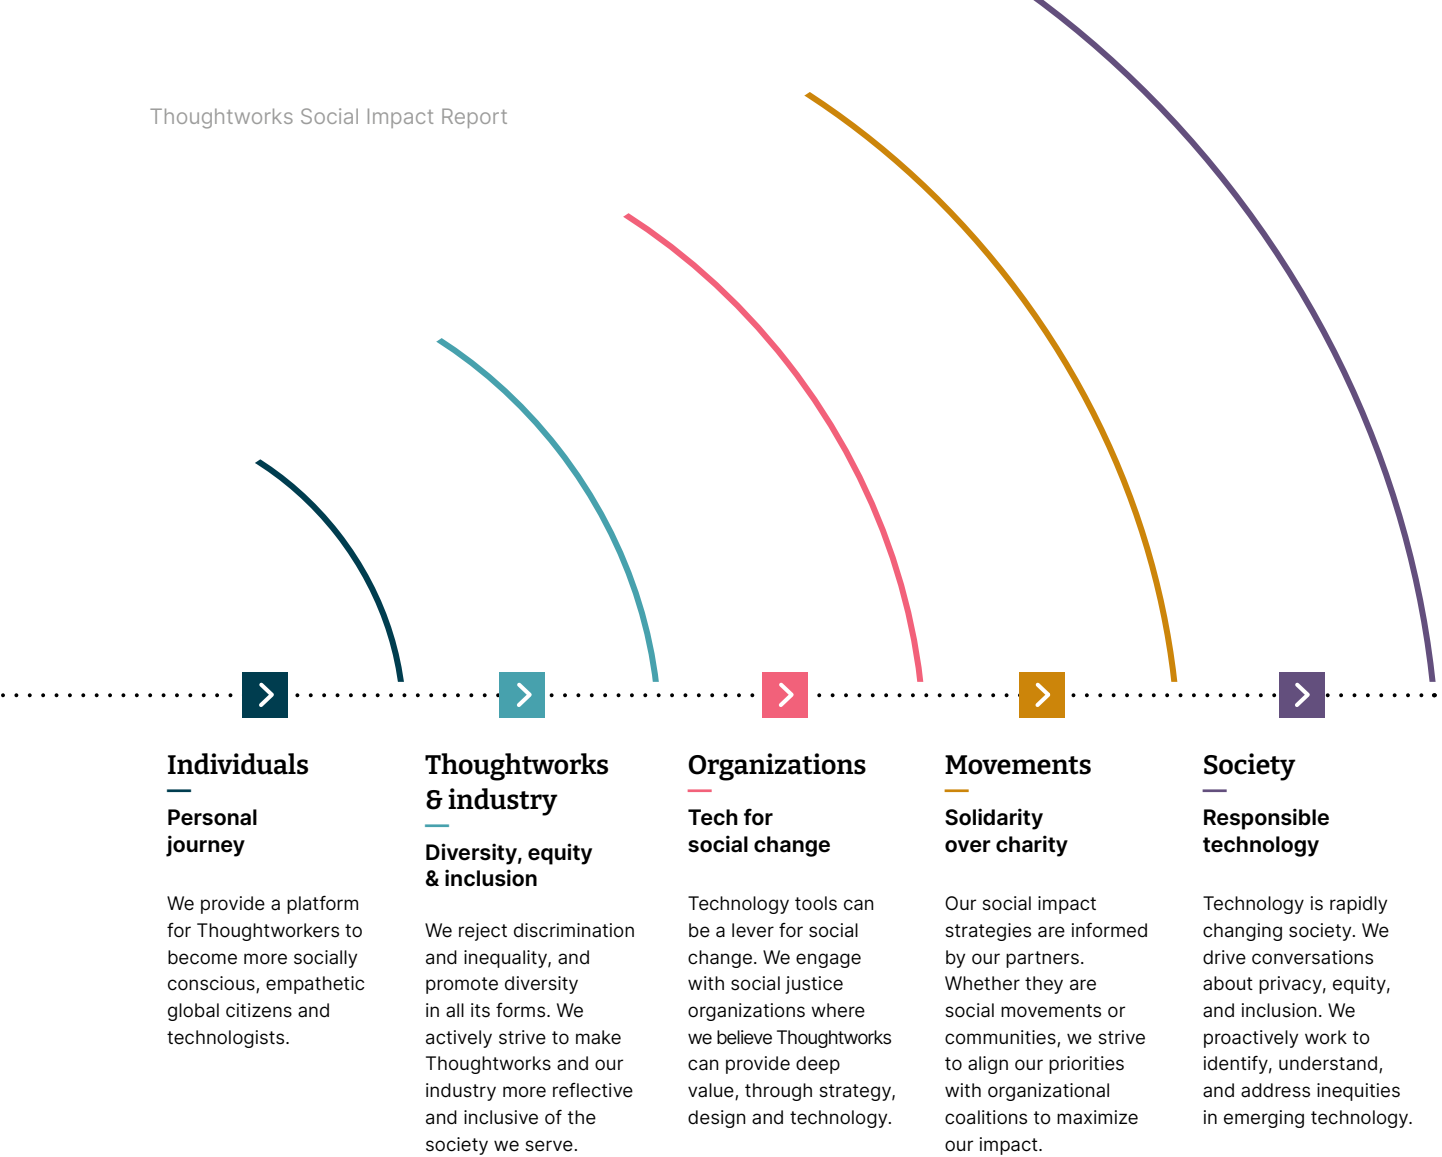 Thoughtworks Social Impact Report
Individuals
Personal
journey
We provide a platform
for Thoughtworkers to
become more socially
conscious, empathetic
global citizens and
technologists.
Thoughtworks
& industry
Diversity, equity
& inclusion
We reject discrimination
and inequality, and
promote diversity
in all its forms. We
actively strive to make
Thoughtworks and our
industry more reflective
and inclusive of the
society we serve.
Organizations
Tech for
social change
Technology tools can
be a lever for social
change. We engage
with social justice
organizations where
we believe Thoughtworks
can provide deep
value, through strategy,
design and technology.
Movements
Solidarity
over charity
Our social impact
strategies are informed
by our partners.
Whether they are
social movements or
communities, we strive
to align our priorities
with organizational
coalitions to maximize
our impact.
Society
Responsible
technology
Technology is rapidly
changing society. We
drive conversations
about privacy, equity,
and inclusion. We
proactively work to
identify, understand,
and address inequities
in emerging technology.